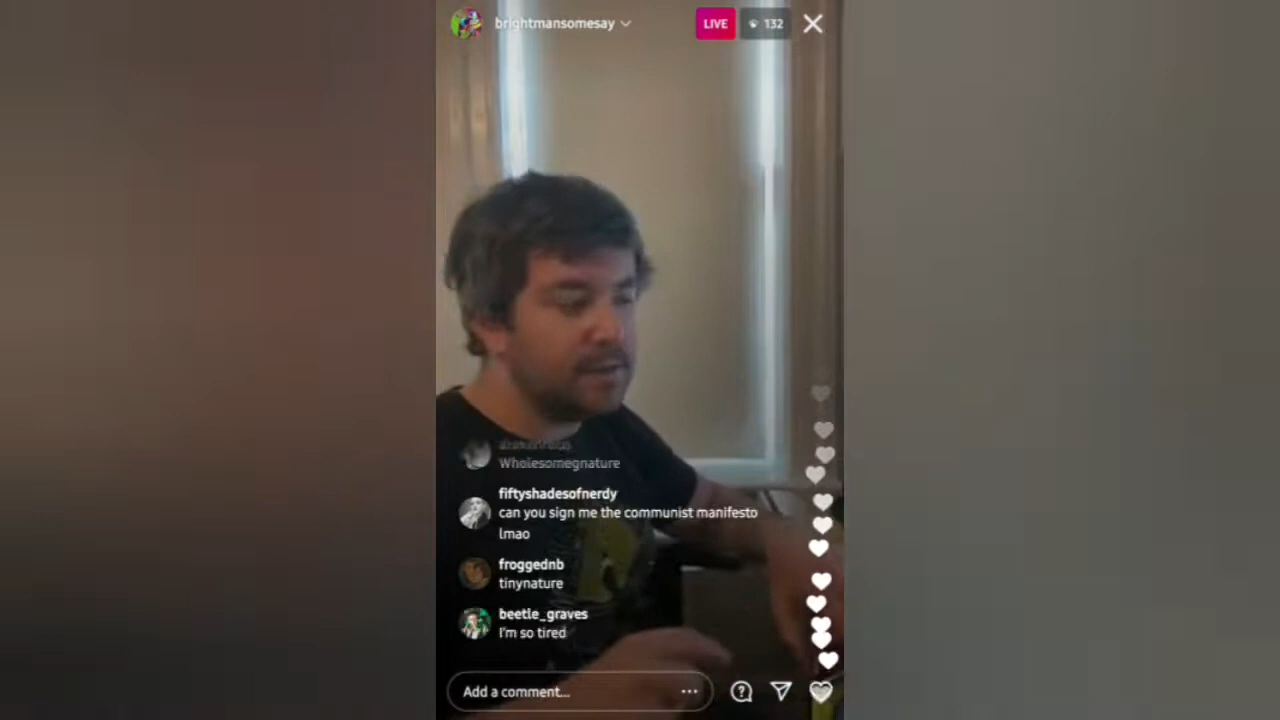 brightmansomesay
LIVE
132
Wholesomegnature
fiftyshadesofnerdy
can you sign me the communist manifesto
lmao
froggednb
tinynature
beetle_graves
I'm so tired
Add a comment...